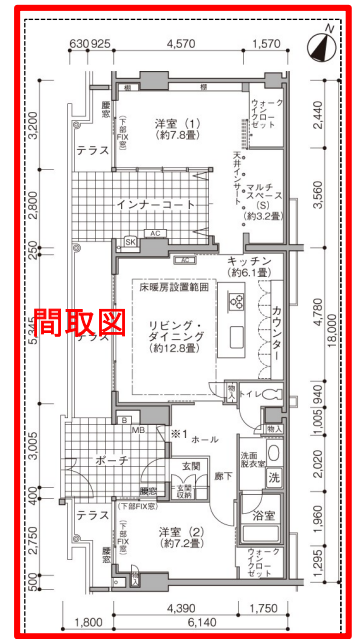 N
630 925
4,570
1,570
腰窓
棚
棚
3,200
(下部FIX窓)
洋室 (1)
(約7.8畳)
ウォーク
イン
クロー
ゼット
2,440
テラス
天井インサート
マルチ
スペース
(S)
(約3.2畳)
3,560
2,800
インナーコート
AC
SK
250
キッチン
(約6.1畳)
AC
床暖房設置範囲
間取図
5,345
テラス
リビング・
ダイニング
(約12.8畳)
カウンター
4,780
18,000
物入
トイレ
940
B
MB
※1
ホール
物入
1,005
3,005
ポーチ
玄関
廊下
洗面
脱衣室
洗
2,020
玄関
収納
腰窓
400
(下部FIX窓)
浴室
テラス
(下部FIX窓)
洋室 (2)
(約7.2畳)
1,960
2,750
腰窓
ウォーク
イン
クロー
ゼット
1,295
物入
500
4,390
1,750
1,800
6,140